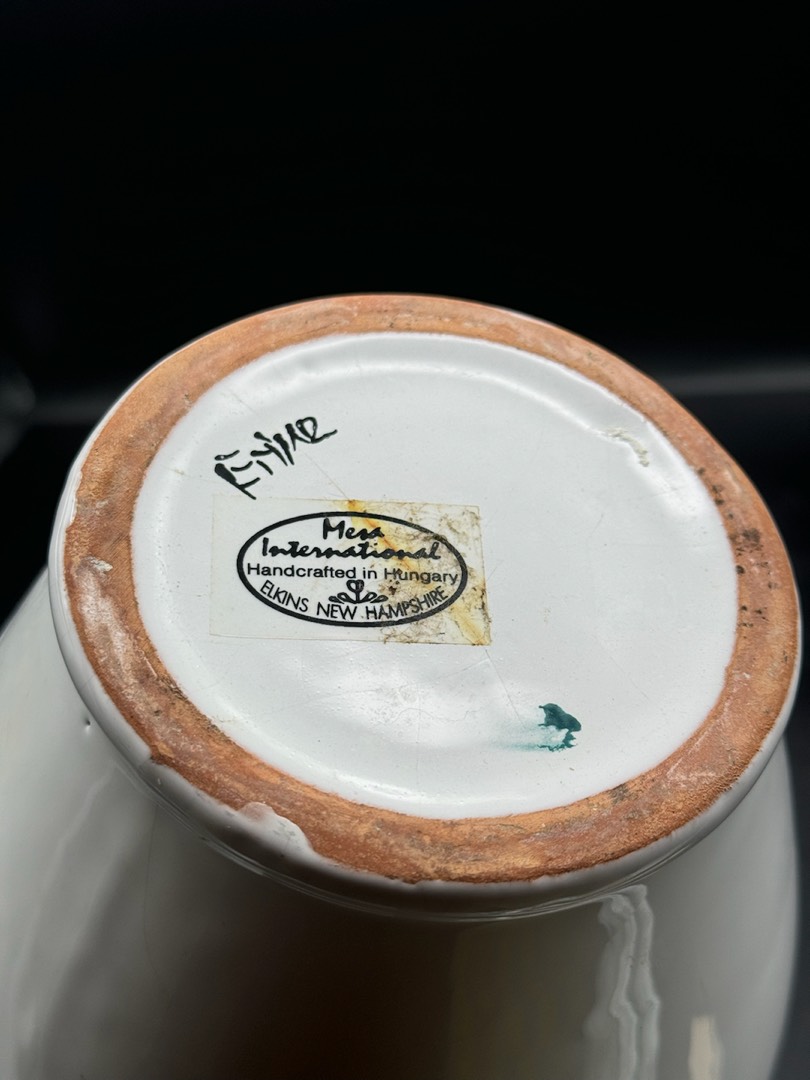 Mesa
International
Handcrafted in Hungary
ELKINS NEW HAMPSHIRE